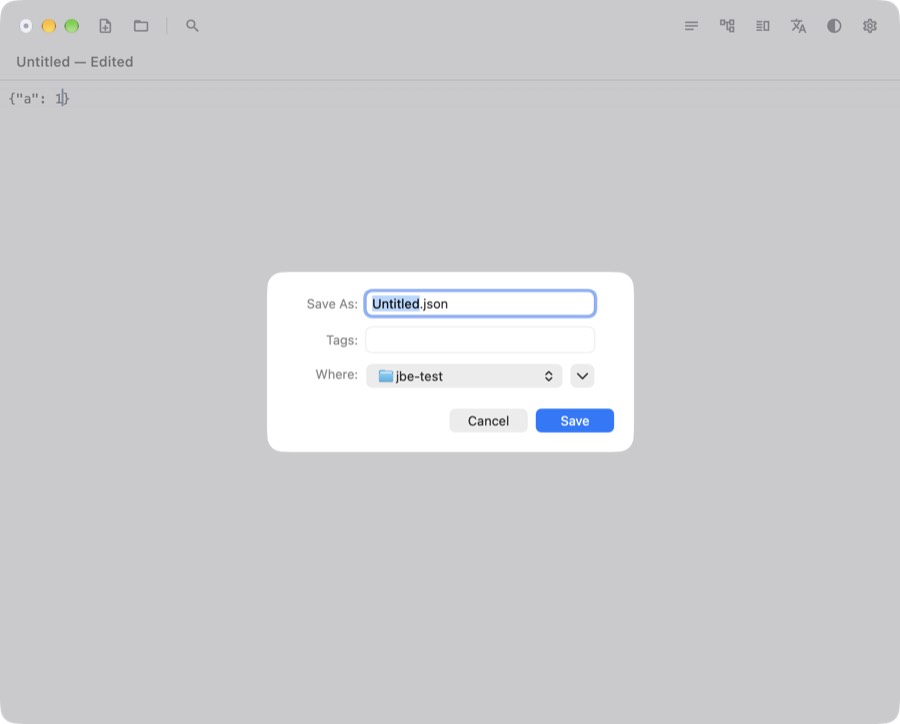 Untitled — Edited
{"a": 1}
Save As: Untitled.json
Tags:
Where: jbe-test
Cancel Save